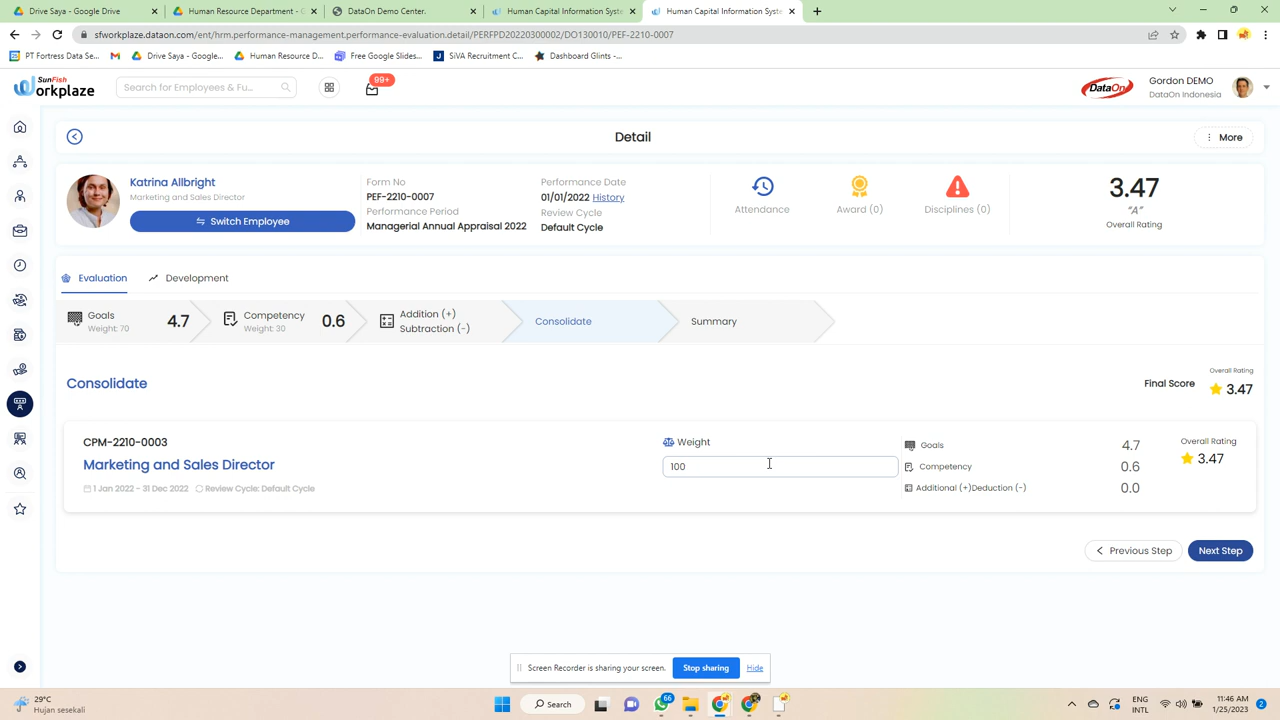 Drive Saya - Google...
Human Resource Department - G
DataOn Demo Center.
Human Capital Information Syste
Human Capital Information Syste
sfworkplaze.dataon.com/ent/hrm.performance-management.performance-evaluation.detail/PERFPD20220300002/DO130010/PEF-2210-0007
PT Fortress Data Se...
Drive Saya - Google...
Human Resource D...
Free Google Slides...
SiVA Recruitment C...
Dashboard Glints -...
SunFish
orkplaze
Search for Employees & Fu...
99+
DataOn
Gordon DEMO
DataOn Indonesia
Detail
More
Katrina Allbright
Marketing and Sales Director
Switch Employee
Form No
PEF-2210-0007
Performance Period
Managerial Annual Appraisal 2022
Performance Date
01/01/2022 History
Review Cycle
Default Cycle
Attendance
Award (0)
Disciplines (0)
3.47
"A"
Overall Rating
Evaluation
Development
Goals
Weight: 70
4.7
Competency
Weight: 30
0.6
Addition (+)
Subtraction (-)
Consolidate
Summary
Consolidate
Final Score
Overall Rating
3.47
CPM-2210-0003
Marketing and Sales Director
1 Jan 2022 - 31 Dec 2022 Review Cycle: Default Cycle
Weight
100
Goals 4.7
Competency 0.6
Additional (+)Deduction (-) 0.0
Overall Rating
3.47
Previous Step
Next Step
Screen Recorder is sharing your screen.
Stop sharing
Hide
29°C
Hujan sesekali
Search
66
ENG
INTL
11:46 AM
1/25/2023
2